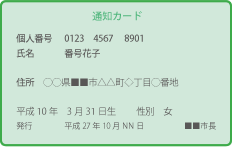 通知カード
個人番号 0123 4567 8901
氏名 番号花子
住所 ◯◯県■■市△△町◇丁目◯番地
平成 10 年 3 月 31 日生 性別 女
発行 平成 27 年 10 月 NN 日 ■■市長